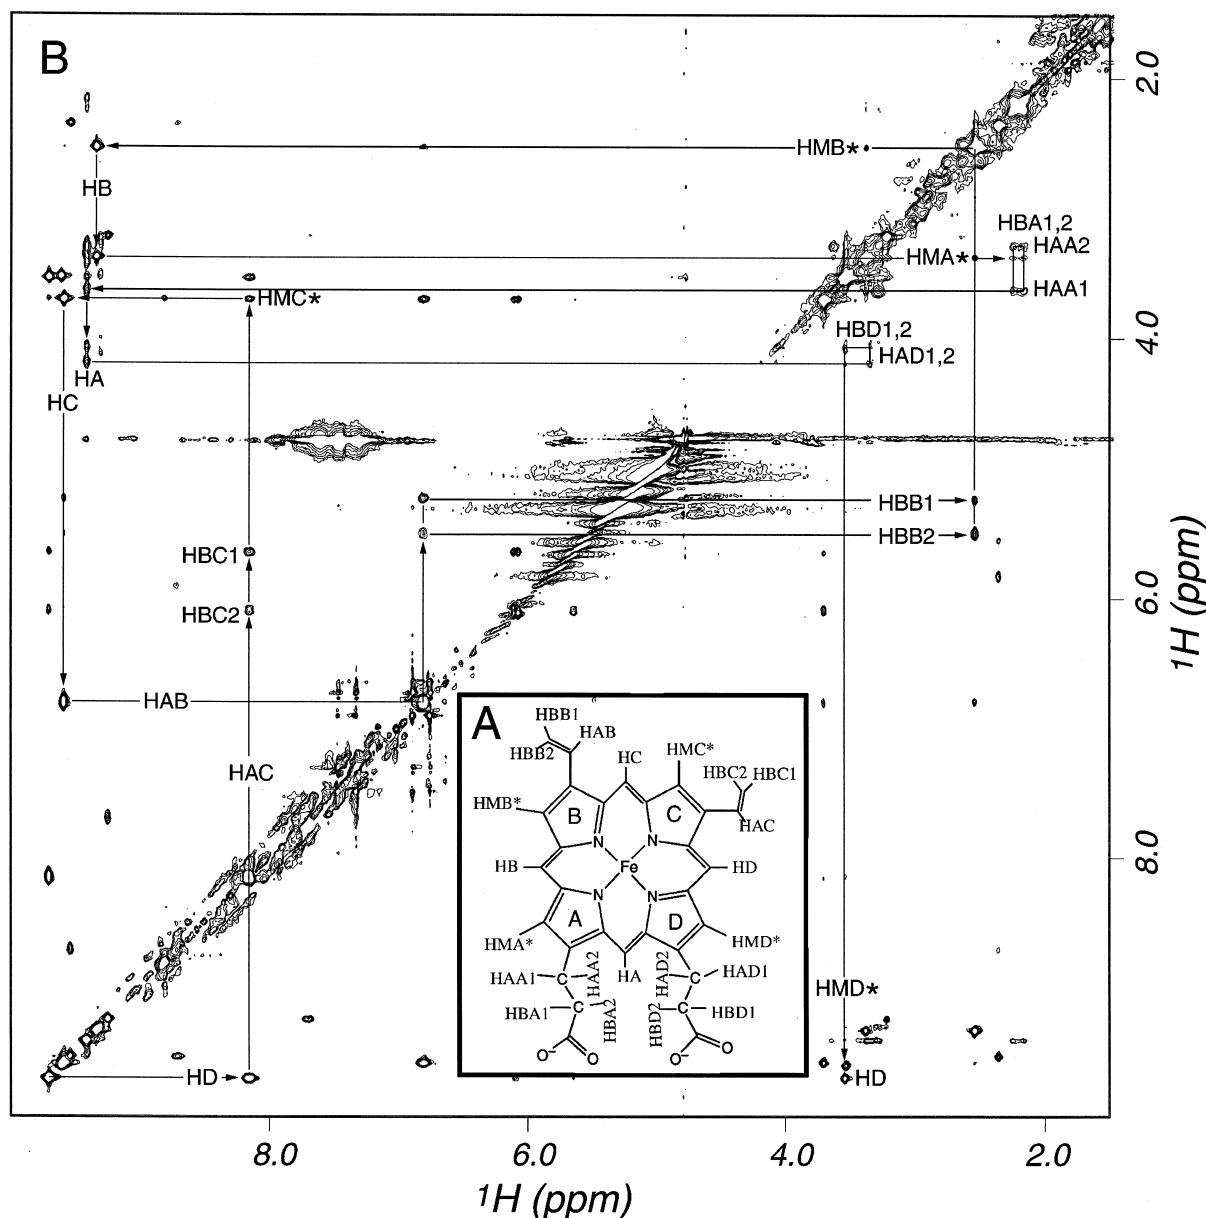 B
2.0
HMB*
HB
HBA1,2
HAA2
HMA*
HAA1
HMC*
HBD1,2
4.0
HAD1,2
HA
HC
HBB1
HBB2
HBC1
6.0
HBC2
1H (ppm)
HAB
A
HBB1
HAB
HBB2
HC
HMC*
HBC2
HBC1
HAC
HMB*
B
C
HAC
8.0
N
N
HB
Fe
HD
N
N
A
D
HMA*
HMD*
HAA1
C
HAA2
HA
HAD2
C
HAD1
HMD*
HBA1
C
HBA2
HBD2
C
HBD1
O⁻
O
O⁻
O
HD
HD
8.0
6.0
4.0
2.0
1H (ppm)